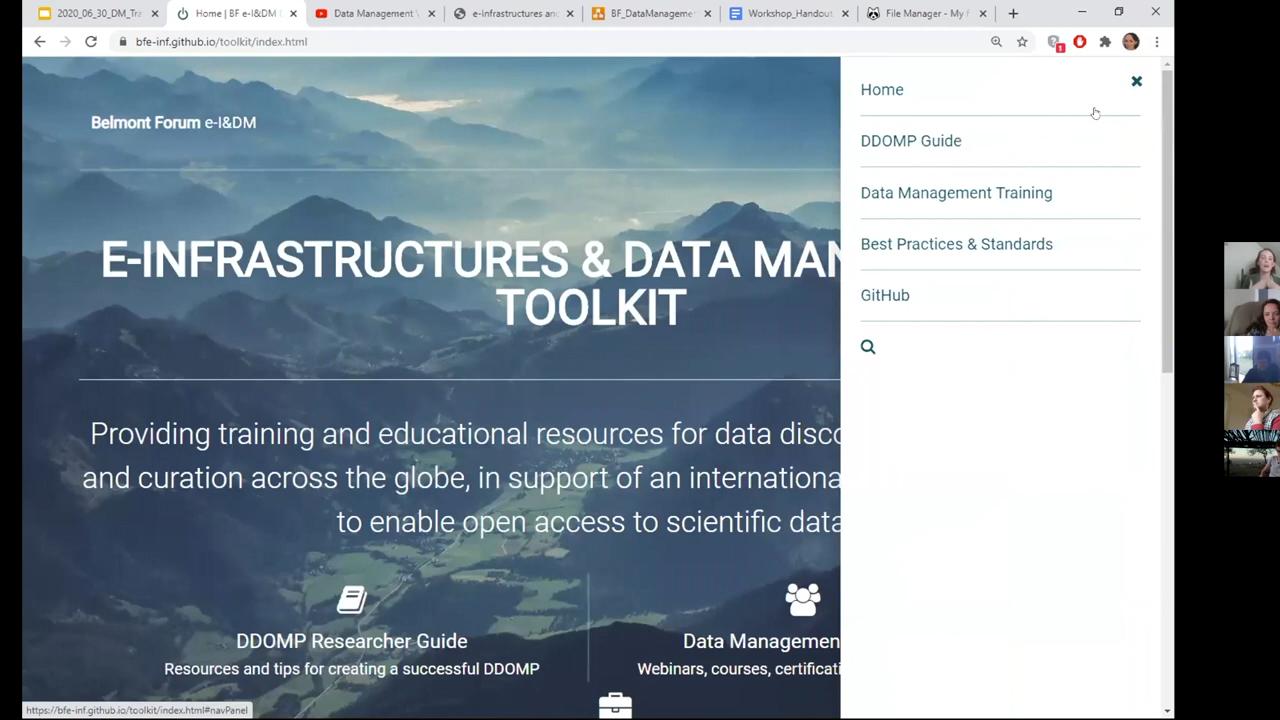 2020_06_30_DM_Tra
Home | BF e-I&DM
Data Management
e-Infrastructures an
BF_DataManageme
Workshop_Handout
File Manager - My f
bfe-inf.github.io/toolkit/index.html
1
Belmont Forum e-I&DM
E-INFRASTRUCTURES & DATA MAN
TOOLKIT
Providing training and educational resources for data disco
and curation across the globe, in support of an internationa
to enable open access to scientific data
DDOMP Researcher Guide
Resources and tips for creating a successful DDOMP
Data Managemen
Webinars, courses, certificati
Home
DDOMP Guide
Data Management Training
Best Practices & Standards
GitHub
https://bfe-inf.github.io/toolkit/index.html#navPanel